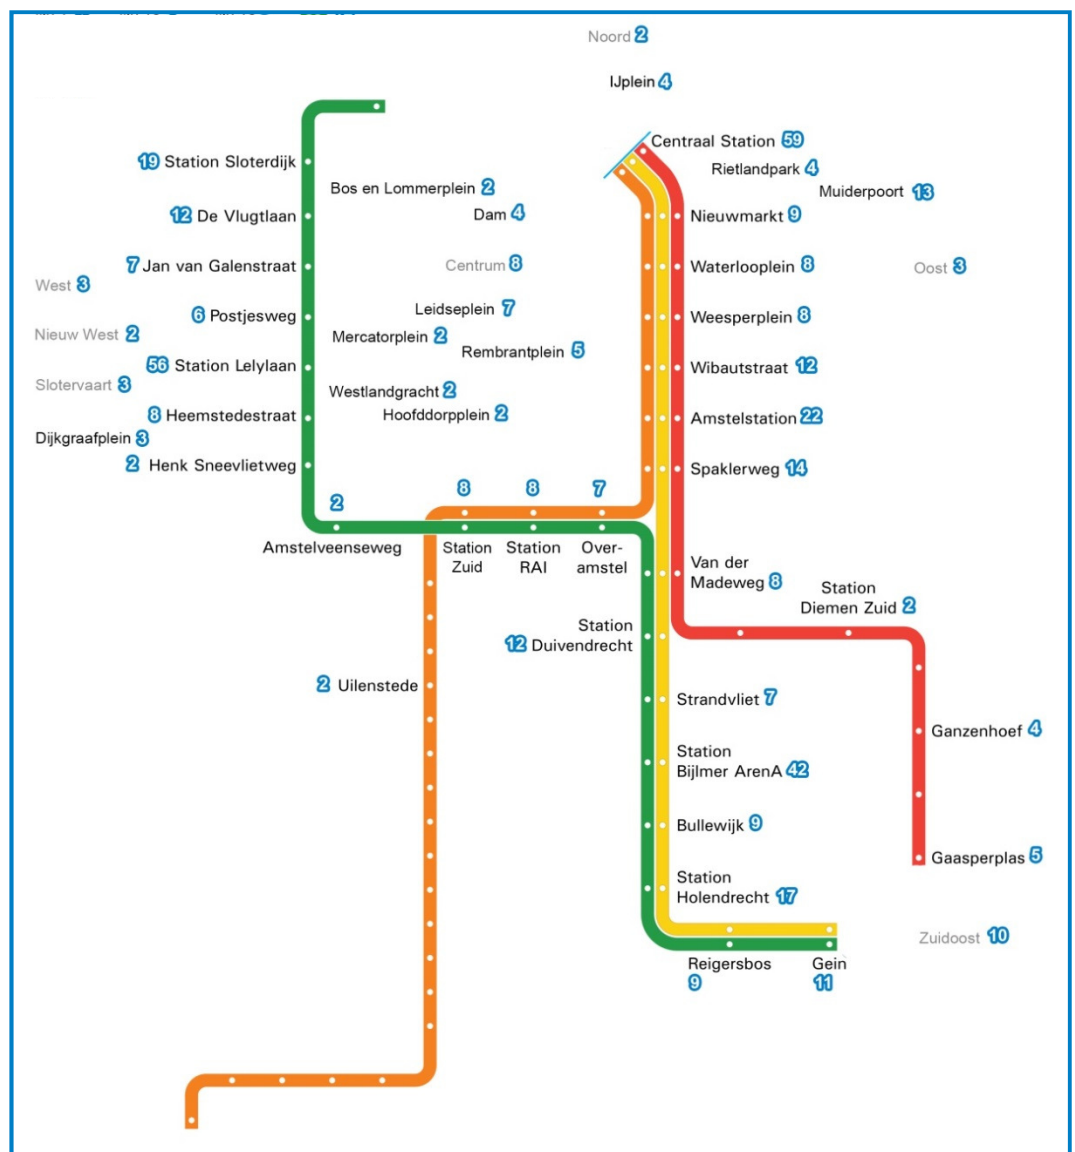 Noord 2
IJplein 4
Centraal Station 59
19 Station Sloterdijk
Rietlandpark 4
Bos en Lommerplein 2
Muiderpoort 13
12 De Vlugtlaan
Dam 4
Nieuwmarkt 9
7 Jan van Galenstraat
Centrum 8
Waterlooplein 8
Oost 3
West 3
6 Postjesweg
Leidseplein 7
Weesperplein 8
Nieuw West 2
Mercatorplein 2
Rembrantplein 5
56 Station Lelylaan
Wibautstraat 12
Slotervaart 3
Westlandgracht 2
8 Heemstedestraat
Hoofddorpplein 2
Amstelstation 22
Dijkgraafplein 3
2 Henk Sneevlietweg
Spaklerweg 14
2
8
8
7
Amstelveenseweg
Station
Zuid
Station
RAI
Over-
amstel
Van der
Madeweg 8
Station
Diemen Zuid 2
Station
12 Duivendrecht
2 Uilenstede
Strandvliet 7
Ganzenhoef 4
Station
Bijlmer ArenA 42
Bullewijk 9
Gaasperplas 5
Station
Holendrecht 17
Zuidoost 10
Reigersbos
9
Gein
11